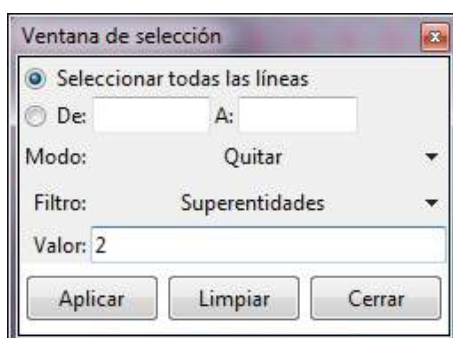 Ventana de selección
Seleccionar todas las líneas
De: A:
Modo: Quitar
Filtro: Superentidades
Valor: 2
Aplicar Limpiar Cerrar